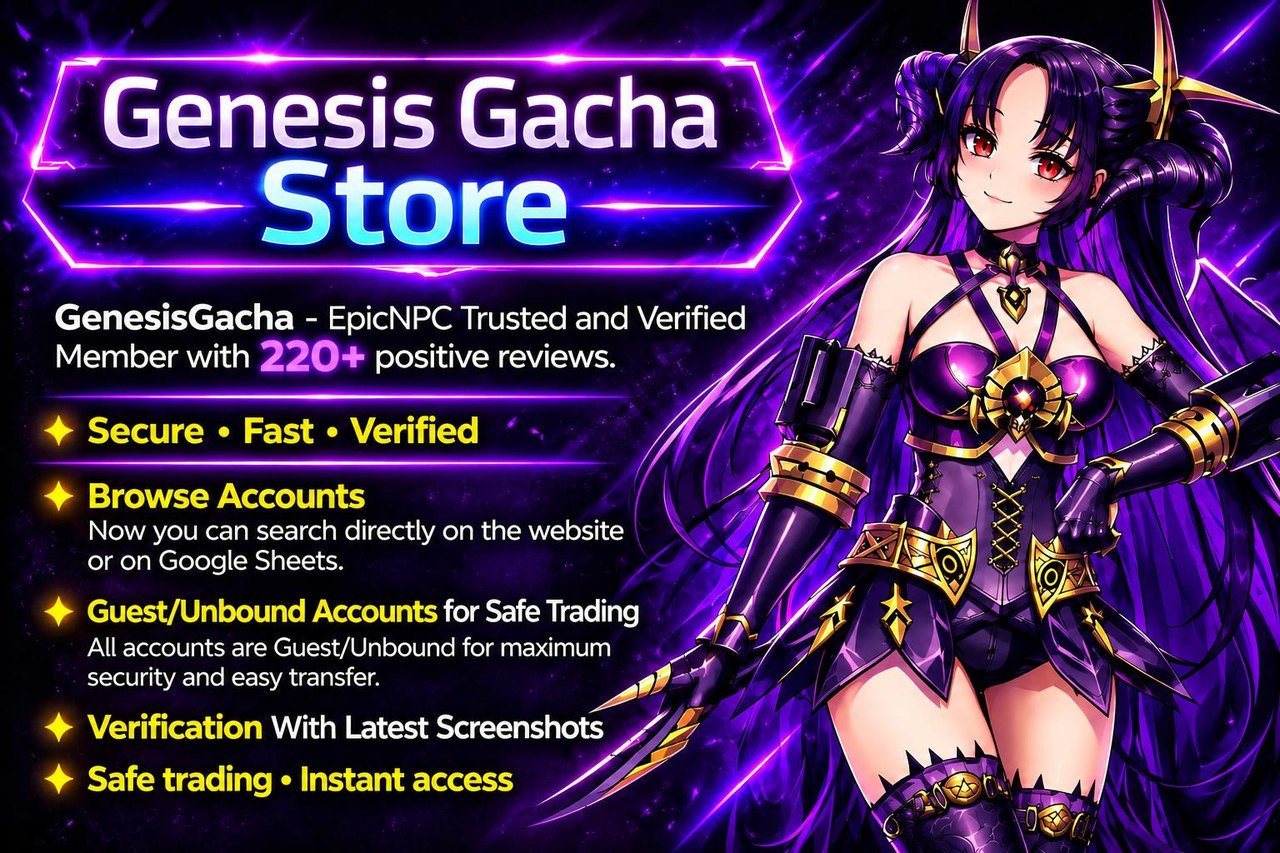 Genesis Gacha
Store
GenesisGacha - EpicNPC Trusted and Verified
Member with 220+ positive reviews.
Secure • Fast • Verified
Browse Accounts
Now you can search directly on the website
or on Google Sheets.
Guest/Unbound Accounts for Safe Trading
All accounts are Guest/Unbound for maximum
security and easy transfer.
Verification With Latest Screenshots
Safe trading • Instant access